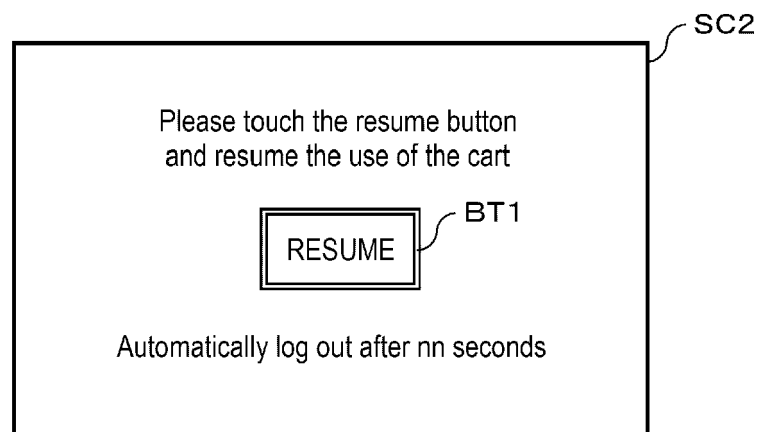 SC2
Please touch the resume button
and resume the use of the cart
BT1
RESUME
Automatically log out after nn seconds